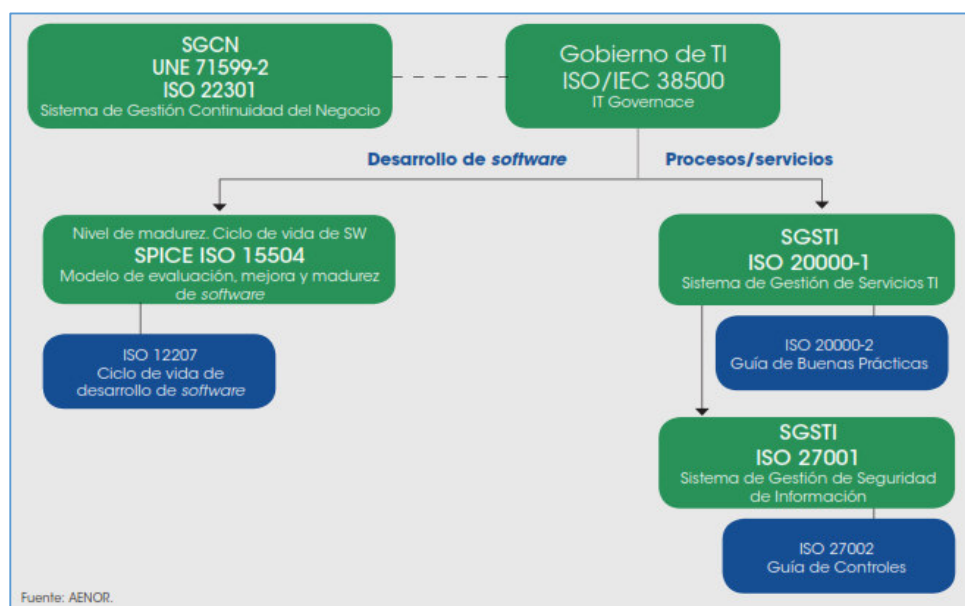 SGCN
UNE 71599-2
ISO 22301
Sistema de Gestión Continuidad del Negocio
Gobierno de TI
ISO/IEC 38500
IT Governace
Desarrollo de software
Procesos/servicios
Nivel de madurez. Ciclo de vida de SW
SPICE ISO 15504
Modelo de evaluación, mejora y madurez
de software
ISO 12207
Ciclo de vida de
desarrollo de software
SGSTI
ISO 20000-1
Sistema de Gestión de Servicios TI
ISO 20000-2
Guía de Buenas Prácticas
SGSTI
ISO 27001
Sistema de Gestión de Seguridad
de Información
ISO 27002
Guía de Controles
Fuente: AENOR.